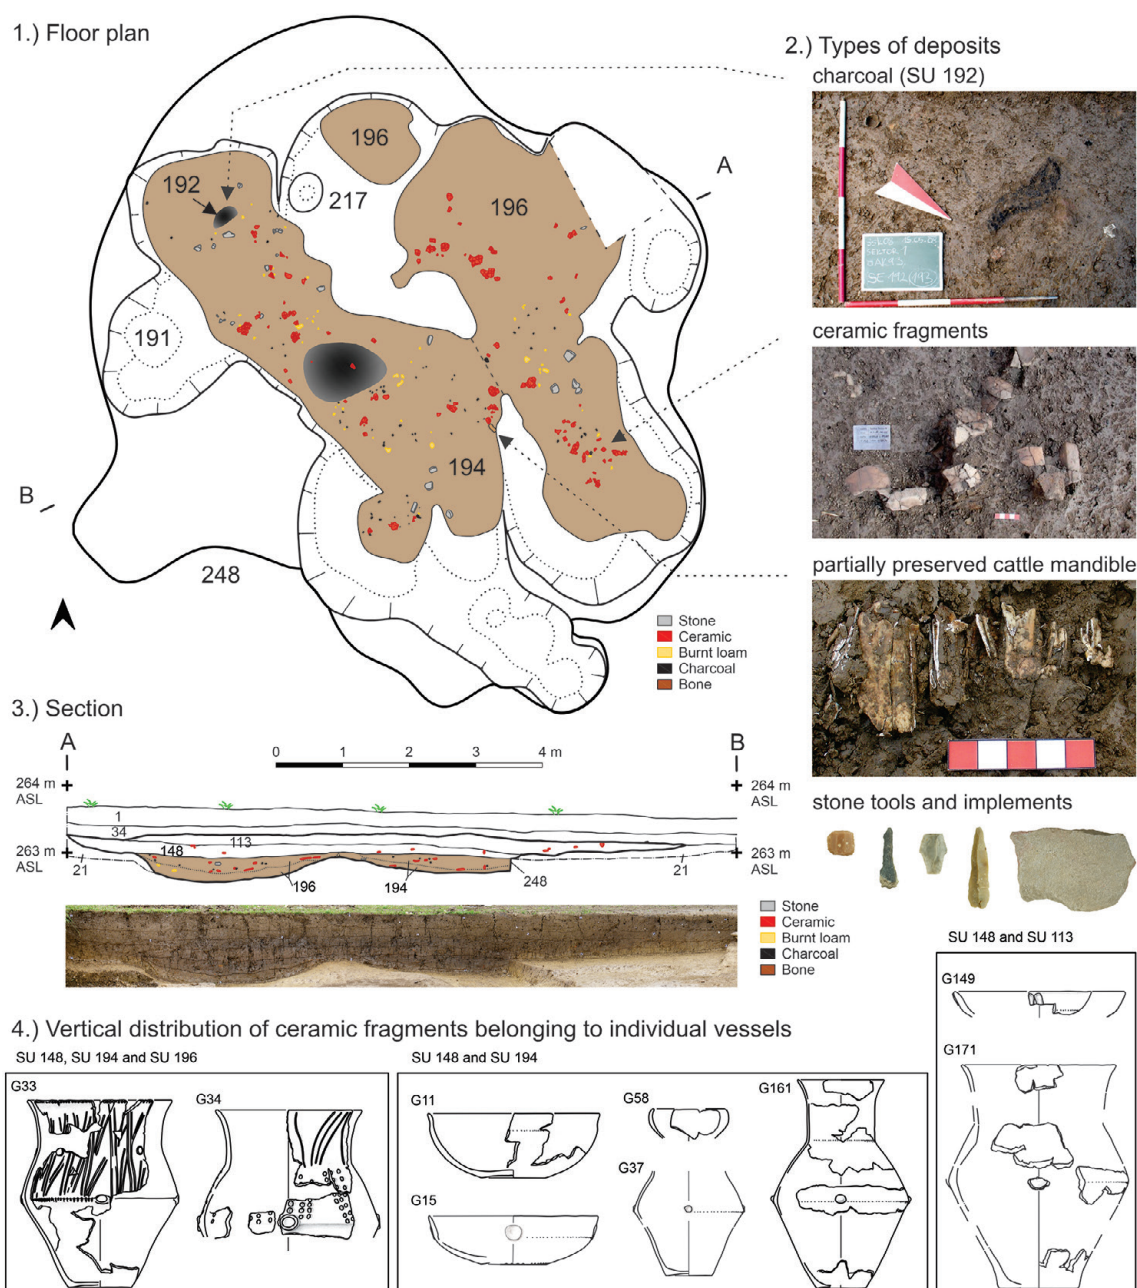 1.) Floor plan
2.) Types of deposits
charcoal (SU 192)
196
A
192
217
196
191
B
194
248
Stone
Ceramic
Burnt loam
Charcoal
Bone
ceramic fragments
partially preserved cattle mandible
stone tools and implements
3.) Section
A
0 1 2 3 4 m
B
264 m
ASL
264 m
ASL
1
34
113
148
263 m
ASL
263 m
ASL
21
196
194
248
21
Stone
Ceramic
Burnt loam
Charcoal
Bone
4.) Vertical distribution of ceramic fragments belonging to individual vessels
SU 148, SU 194 and SU 196
G33
G34
SU 148 and SU 194
G11
G58
G161
G15
G37
SU 148 and SU 113
G149
G171